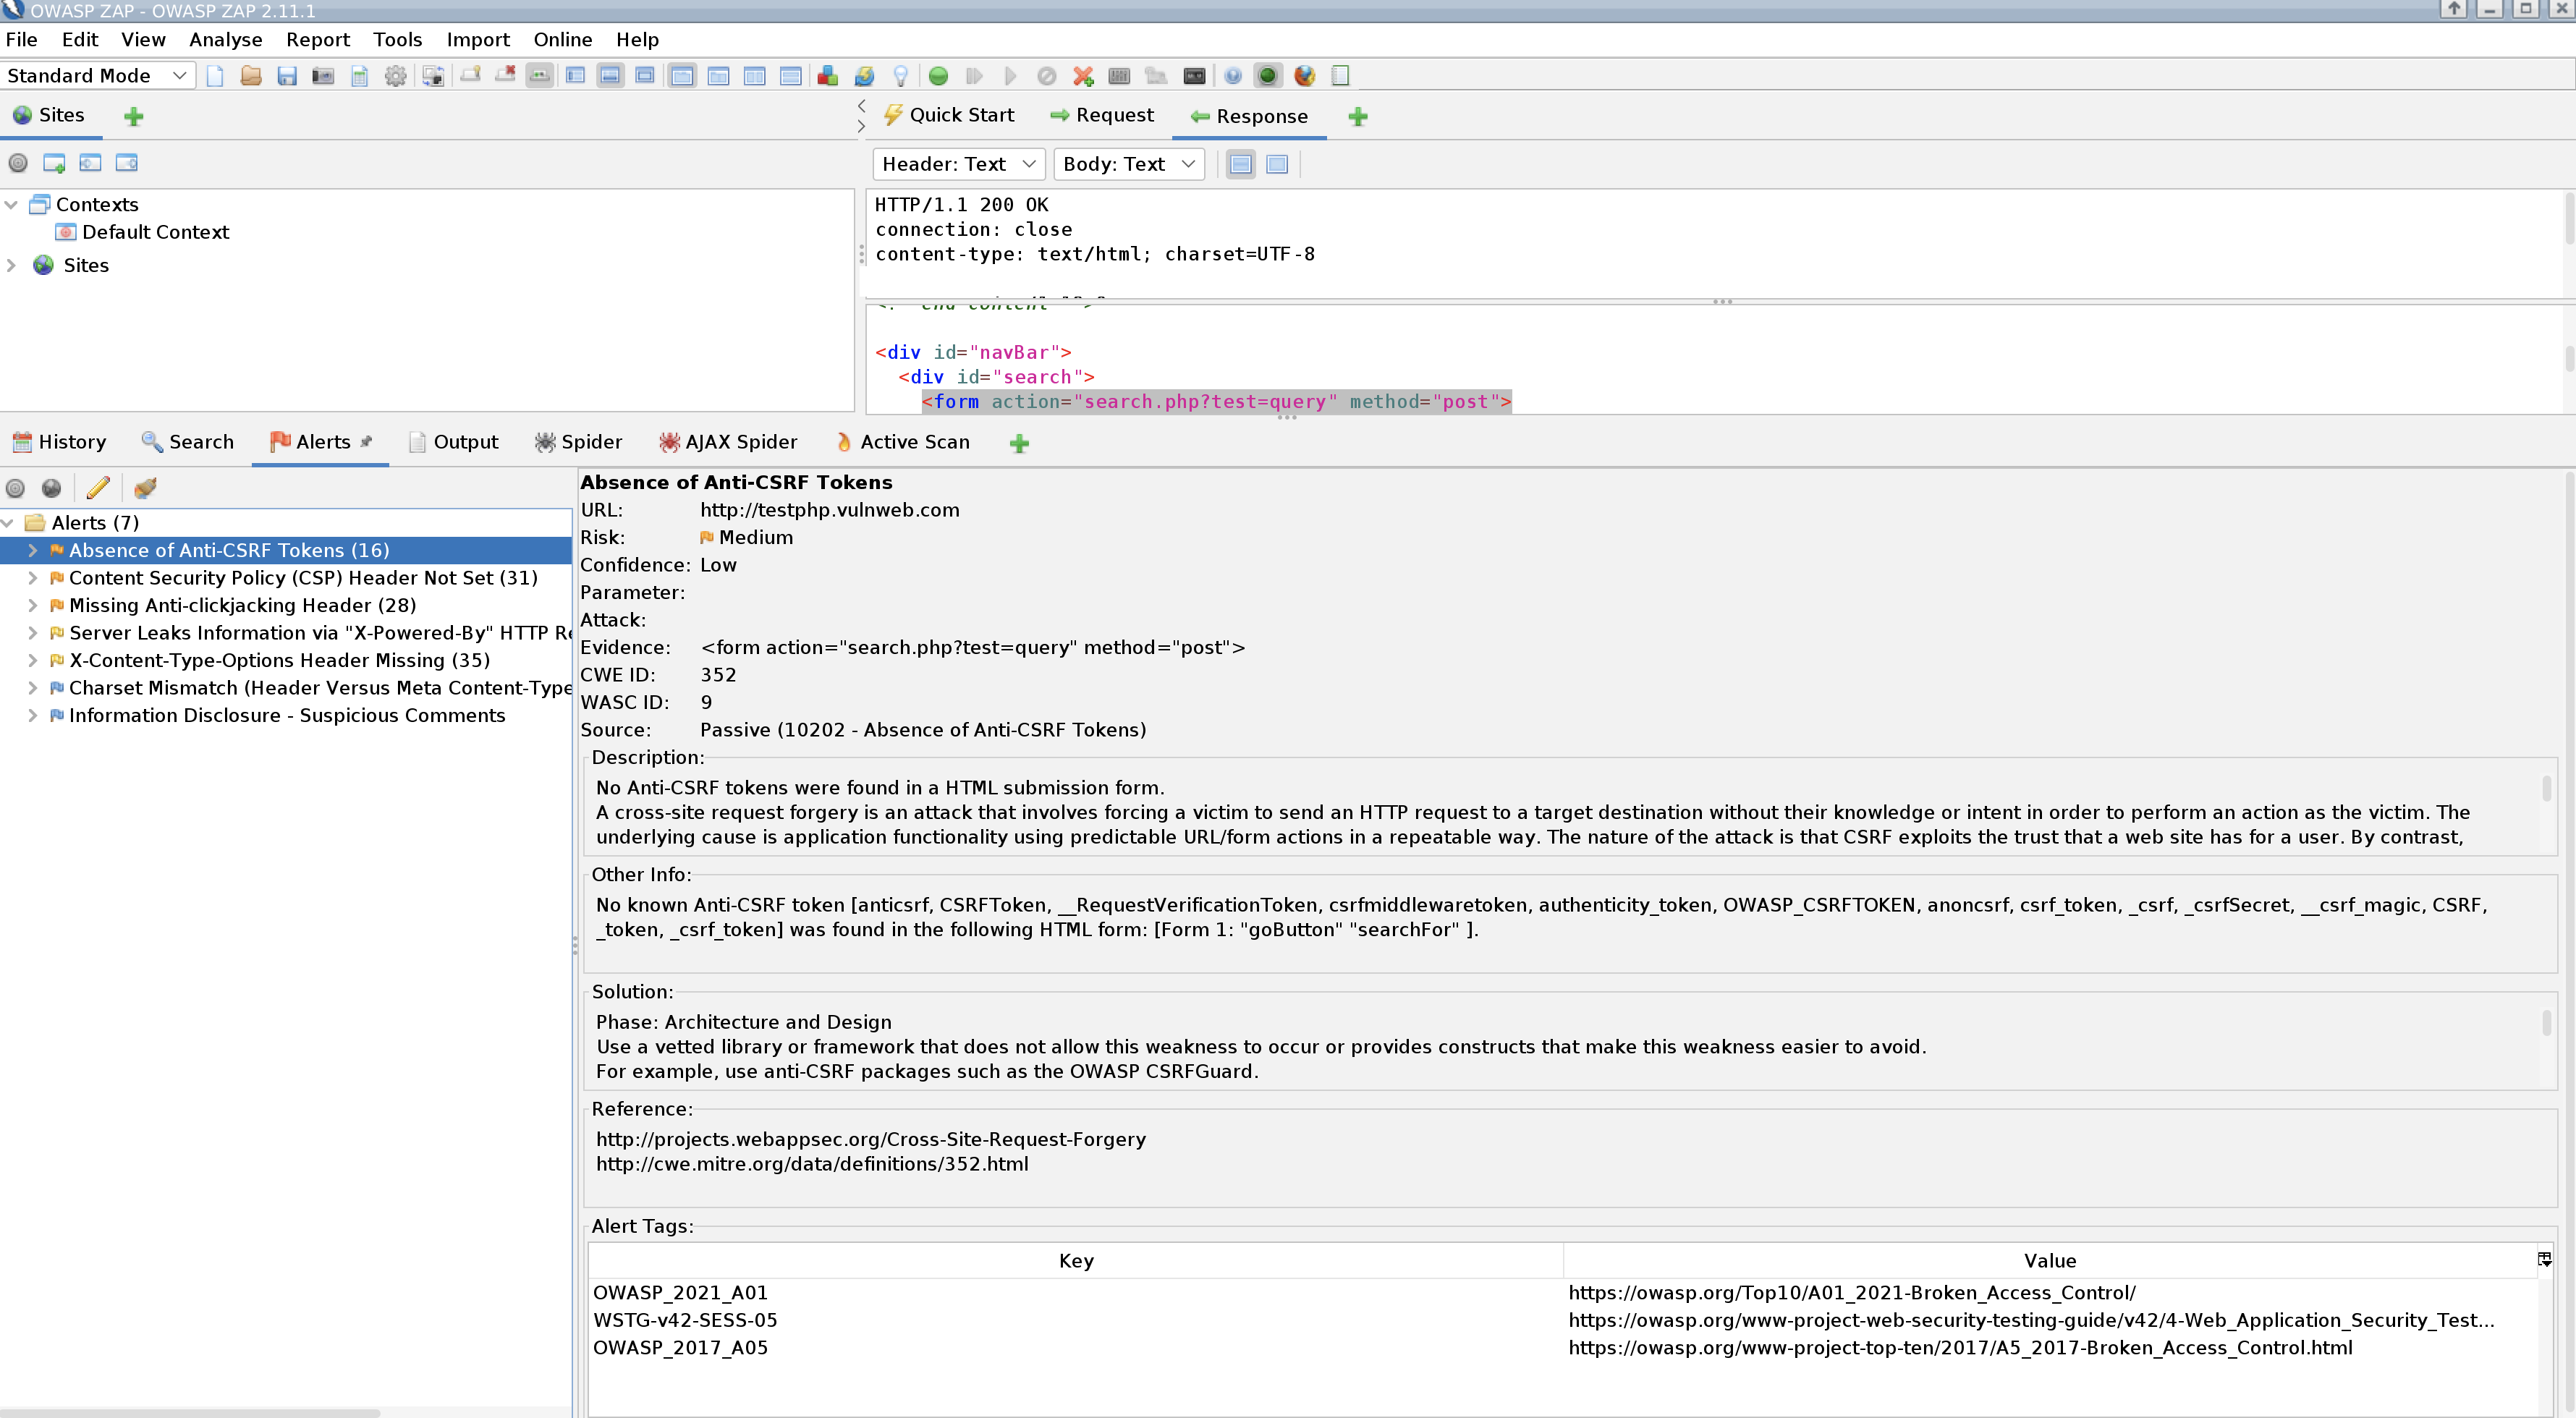 OWASP ZAP - OWASP ZAP 2.11.1
File Edit View Analyse Report Tools Import Online Help
Standard Mode
Sites
Quick Start Request Response
Header: Text Body: Text
Contexts
Default Context
Sites
HTTP/1.1 200 OK
connection: close
content-type: text/html; charset=UTF-8
<div id="navBar">
<div id="search">
<form action="search.php?test=query" method="post">
History Search Alerts Output Spider AJAX Spider Active Scan
Alerts (7)
Absence of Anti-CSRF Tokens (16)
Content Security Policy (CSP) Header Not Set (31)
Missing Anti-clickjacking Header (28)
Server Leaks Information via "X-Powered-By" HTTP Re
X-Content-Type-Options Header Missing (35)
Charset Mismatch (Header Versus Meta Content-Type
Information Disclosure - Suspicious Comments
Absence of Anti-CSRF Tokens
URL: http://testphp.vulnweb.com
Risk: Medium
Confidence: Low
Parameter:
Attack:
Evidence: <form action="search.php?test=query" method="post">
CWE ID: 352
WASC ID: 9
Source: Passive (10202 - Absence of Anti-CSRF Tokens)
Description:
No Anti-CSRF tokens were found in a HTML submission form.
A cross-site request forgery is an attack that involves forcing a victim to send an HTTP request to a target destination without their knowledge or intent in order to perform an action as the victim. The
underlying cause is application functionality using predictable URL/form actions in a repeatable way. The nature of the attack is that CSRF exploits the trust that a web site has for a user. By contrast,
Other Info:
No known Anti-CSRF token [anticsrf, CSRFToken, __RequestVerificationToken, csrfmiddlewaretoken, authenticity_token, OWASP_CSRFTOKEN, anoncsrf, csrf_token, _csrf, _csrfSecret, __csrf_magic, CSRF,
_token, _csrf_token] was found in the following HTML form: [Form 1: "goButton" "searchFor" ].
Solution:
Phase: Architecture and Design
Use a vetted library or framework that does not allow this weakness to occur or provides constructs that make this weakness easier to avoid.
For example, use anti-CSRF packages such as the OWASP CSRFGuard.
Reference:
http://projects.webappsec.org/Cross-Site-Request-Forgery
http://cwe.mitre.org/data/definitions/352.html
Alert Tags:
Key Value
OWASP_2021_A01 https://owasp.org/Top10/A01_2021-Broken_Access_Control/
WSTG-v42-SESS-05 https://owasp.org/www-project-web-security-testing-guide/v42/4-Web_Application_Security_Test...
OWASP_2017_A05 https://owasp.org/www-project-top-ten/2017/A5_2017-Broken_Access_Control.html